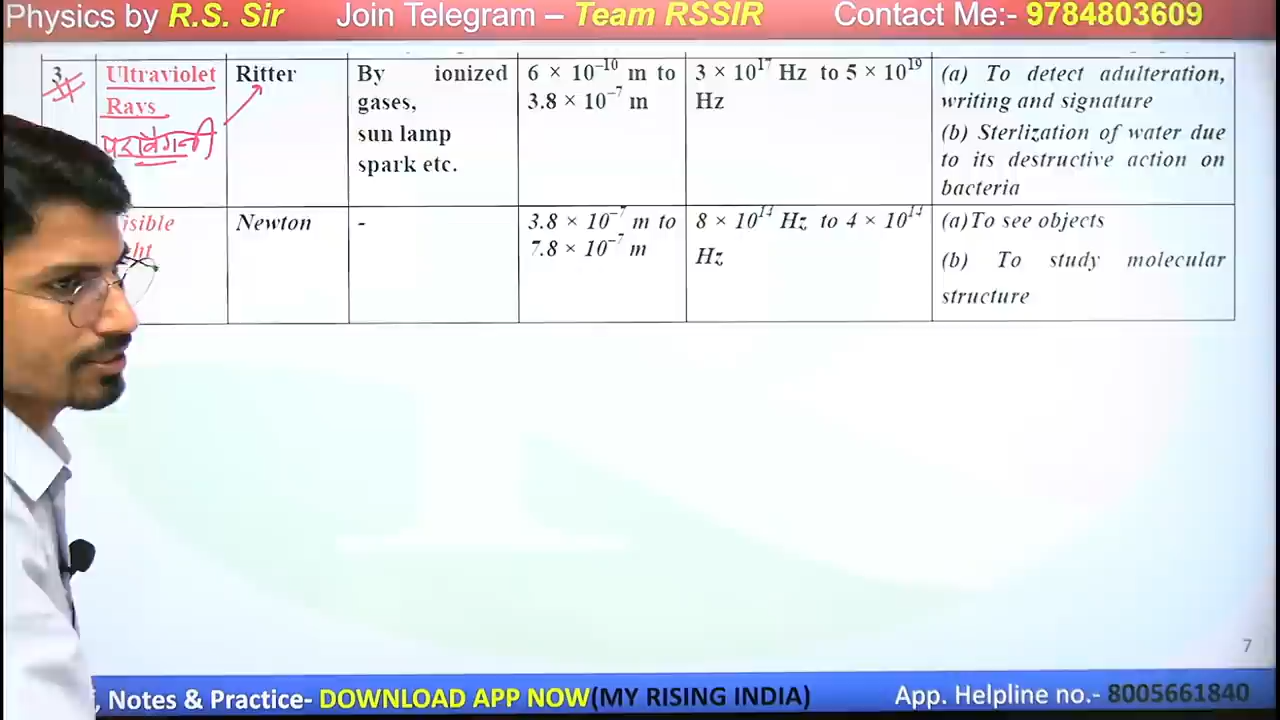 Physics by R.S. Sir Join Telegram – Team RSSIR Contact Me:- 9784803609
3. Ultraviolet Rays
पराबैंगनी
Ritter
By ionized
gases,
sun lamp
spark etc.
6 × 10⁻¹⁰ m to
3.8 × 10⁻⁷ m
3 × 10¹⁷ Hz to 5 × 10¹⁹
Hz
(a) To detect adulteration,
writing and signature
(b) Sterlization of water due
to its destructive action on
bacteria
isible
ht
Newton
-
3.8 × 10⁻⁷ m to
7.8 × 10⁻⁷ m
8 × 10¹⁴ Hz to 4 × 10¹⁴
Hz
(a)To see objects
(b) To study molecular
structure
7
, Notes & Practice- DOWNLOAD APP NOW(MY RISING INDIA) App. Helpline no.- 8005661840